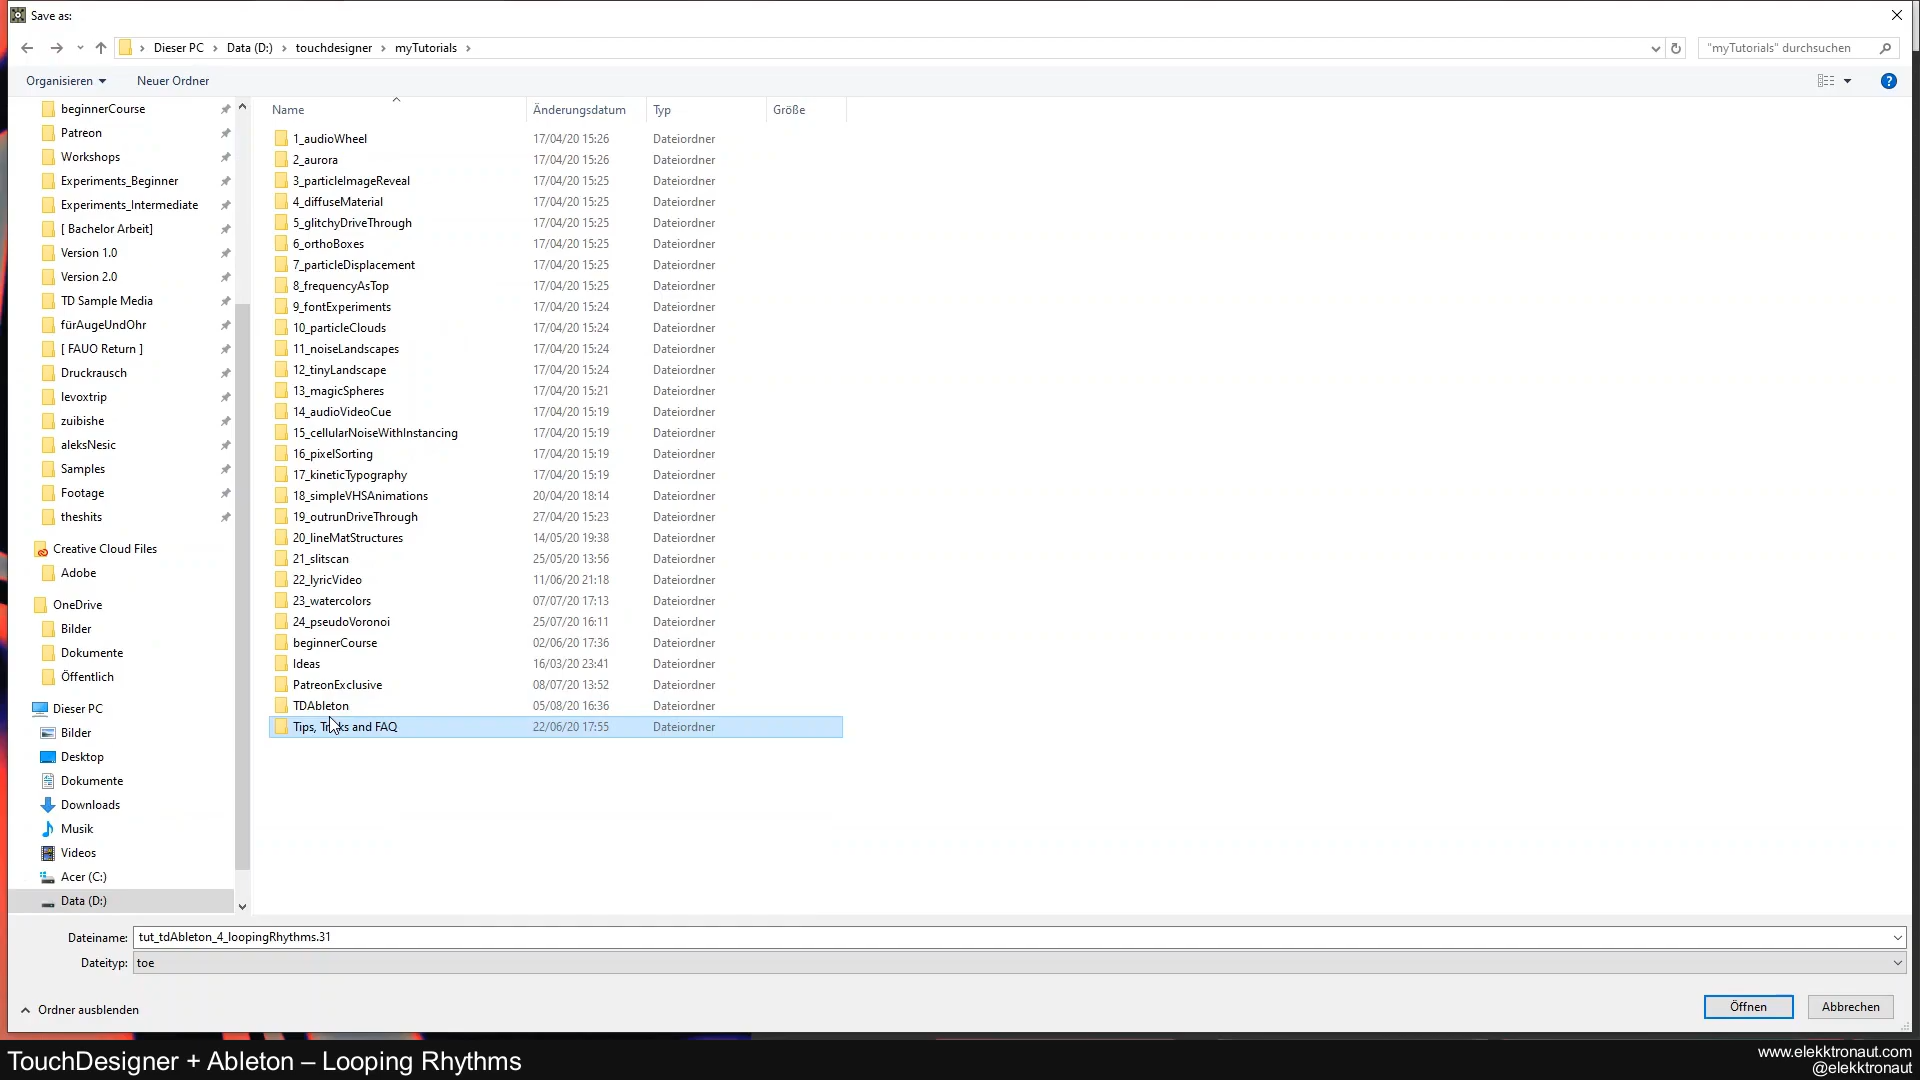 Save as:
Dieser PC > Data (D:) > touchdesigner > myTutorials >
"myTutorials" durchsuchen
Organisieren
Neuer Ordner
beginnerCourse
Patreon
Workshops
Experiments_Beginner
Experiments_Intermediate
[ Bachelor Arbeit]
Version 1.0
Version 2.0
TD Sample Media
fürAugeUndOhr
[ FAUO Return ]
Druckrausch
levoxtrip
zuibishe
aleksNesic
Samples
Footage
theshits
Creative Cloud Files
Adobe
OneDrive
Bilder
Dokumente
Öffentlich
Dieser PC
Bilder
Desktop
Dokumente
Downloads
Musik
Videos
Acer (C:)
Data (D:)
Name Änderungsdatum Typ Größe
1_audioWheel 17/04/20 15:26 Dateiordner
2_aurora 17/04/20 15:26 Dateiordner
3_particleImageReveal 17/04/20 15:25 Dateiordner
4_diffuseMaterial 17/04/20 15:25 Dateiordner
5_glitchyDriveThrough 17/04/20 15:25 Dateiordner
6_orthoBoxes 17/04/20 15:25 Dateiordner
7_particleDisplacement 17/04/20 15:25 Dateiordner
8_frequencyAsTop 17/04/20 15:25 Dateiordner
9_fontExperiments 17/04/20 15:24 Dateiordner
10_particleClouds 17/04/20 15:24 Dateiordner
11_noiseLandscapes 17/04/20 15:24 Dateiordner
12_tinyLandscape 17/04/20 15:24 Dateiordner
13_magicSpheres 17/04/20 15:21 Dateiordner
14_audioVideoCue 17/04/20 15:19 Dateiordner
15_cellularNoiseWithInstancing 17/04/20 15:19 Dateiordner
16_pixelSorting 17/04/20 15:19 Dateiordner
17_kineticTypography 17/04/20 15:19 Dateiordner
18_simpleVHSAnimations 20/04/20 18:14 Dateiordner
19_outrunDriveThrough 27/04/20 15:23 Dateiordner
20_lineMatStructures 14/05/20 19:38 Dateiordner
21_slitscan 25/05/20 13:56 Dateiordner
22_lyricVideo 11/06/20 21:18 Dateiordner
23_watercolors 07/07/20 17:13 Dateiordner
24_pseudoVoronoi 25/07/20 16:11 Dateiordner
beginnerCourse 02/06/20 17:36 Dateiordner
Ideas 16/03/20 23:41 Dateiordner
PatreonExclusive 08/07/20 13:52 Dateiordner
TDAbleton 05/08/20 16:36 Dateiordner
Tips, Tricks and FAQ 22/06/20 17:55 Dateiordner
Dateiname: tut_tdAbleton_4_loopingRhythms.31
Dateityp: toe
Ordner ausblenden
Öffnen
Abbrechen
TouchDesigner + Ableton – Looping Rhythms
www.elekktronaut.com
@elekktronaut